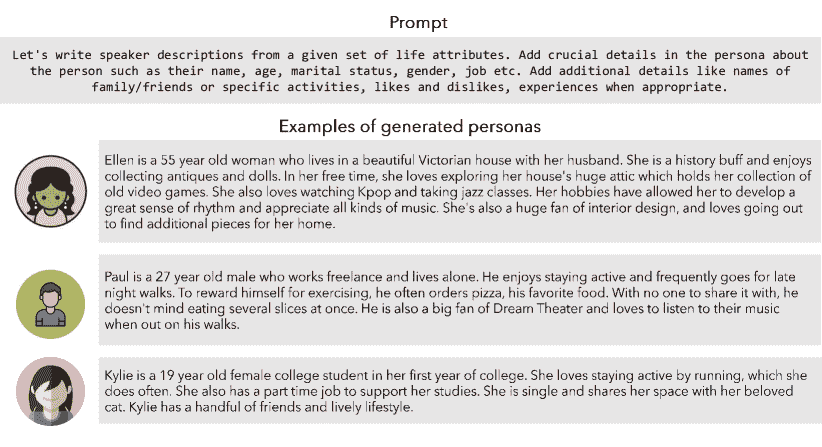 Prompt
Let's write speaker descriptions from a given set of life attributes. Add crucial details in the persona about
the person such as their name, age, marital status, gender, job etc. Add additional details like names of
family/friends or specific activities, likes and dislikes, experiences when appropriate.
Examples of generated personas
Ellen is a 55 year old woman who lives in a beautiful Victorian house with her husband. She is a history buff and enjoys
collecting antiques and dolls. In her free time, she loves exploring her house's huge attic which holds her collection of
old video games. She also loves watching Kpop and taking jazz classes. Her hobbies have allowed her to develop a
great sense of rhythm and appreciate all kinds of music. She's also a huge fan of interior design, and loves going out
to find additional pieces for her home.
Paul is a 27 year old male who works freelance and lives alone. He enjoys staying active and frequently goes for late
night walks. To reward himself for exercising, he often orders pizza, his favorite food. With no one to share it with, he
doesn't mind eating several slices at once. He is also a big fan of Dream Theater and loves to listen to their music
when out on his walks.
Kylie is a 19 year old female college student in her first year of college. She loves staying active by running, which she
does often. She also has a part time job to support her studies. She is single and shares her space with her beloved
cat. Kylie has a handful of friends and lively lifestyle.